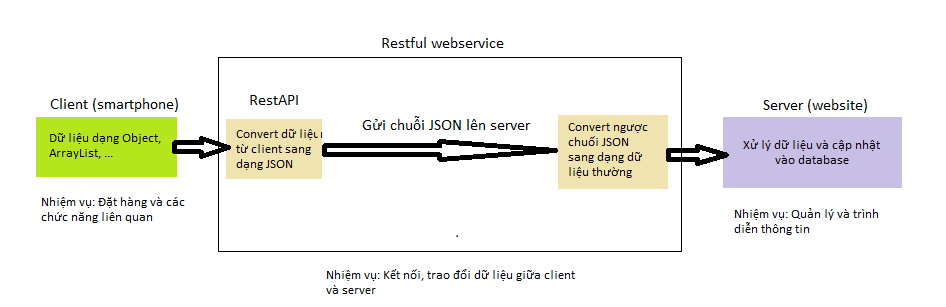 Restful webservice
Client (smartphone)
RestAPI
Server (website)
Dữ liệu dạng Object,
ArrayList, ...
Convert dữ liệu
từ client sang
dạng JSON
Gửi chuỗi JSON lên server
Convert ngược
chuối JSON
sang dạng dữ
liệu thường
Xử lý dữ liệu và cập nhật
vào database
Nhiệm vụ: Đặt hàng và các
chức năng liên quan
Nhiệm vụ: Quản lý và trình
diễn thông tin
Nhiệm vụ: Kết nối, trao đổi dữ liệu giữa client
và server